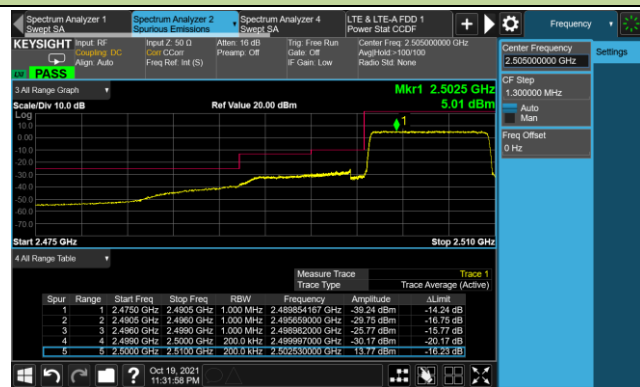 Spectrum Analyzer 1
Swept SA
Spectrum Analyzer 2
Spurious Emissions
Spectrum Analyzer 4
Swept SA
LTE & LTE-A FDD 1
Power Stat CCDF
Frequency
KEYSIGHT
Input: RF
Coupling: DC
Align: Auto
Input Z: 50 Ω
Corr CCorr
Freq Ref: Int (S)
Atten: 16 dB
Preamp: Off
Trig: Free Run
Gate: Off
IF Gain: Low
Center Freq: 2.505000000 GHz
Avg|Hold:>100/100
Radio Std: None
PASS
Center Frequency
2.505000000 GHz
Settings
CF Step
1.300000 MHz
Auto
Man
Freq Offset
0 Hz
3 All Range Graph
Mkr1 2.5025 GHz
Scale/Div 10.0 dB
Ref Value 20.00 dBm
5.01 dBm
Log
1
10.0
0.00
-10.0
-20.0
-30.0
-40.0
-50.0
-60.0
-70.0
Start 2.475 GHz
Stop 2.510 GHz
4 All Range Table
Measure Trace
Trace 1
Trace Type
Trace Average (Active)
Spur Range Start Freq Stop Freq RBW Frequency Amplitude ΔLimit
1 1 2.4750 GHz 2.4905 GHz 1.000 MHz 2.489854167 GHz -39.24 dBm -14.24 dB
2 2 2.4905 GHz 2.4960 GHz 1.000 MHz 2.495659000 GHz -29.75 dBm -16.75 dB
3 3 2.4960 GHz 2.4990 GHz 1.000 MHz 2.498982000 GHz -25.77 dBm -15.77 dB
4 4 2.4990 GHz 2.5000 GHz 200.0 kHz 2.499997000 GHz -30.17 dBm -20.17 dB
5 5 2.5000 GHz 2.5100 GHz 200.0 kHz 2.502530000 GHz 13.77 dBm -16.23 dB
Oct 19, 2021
11:31:58 PM